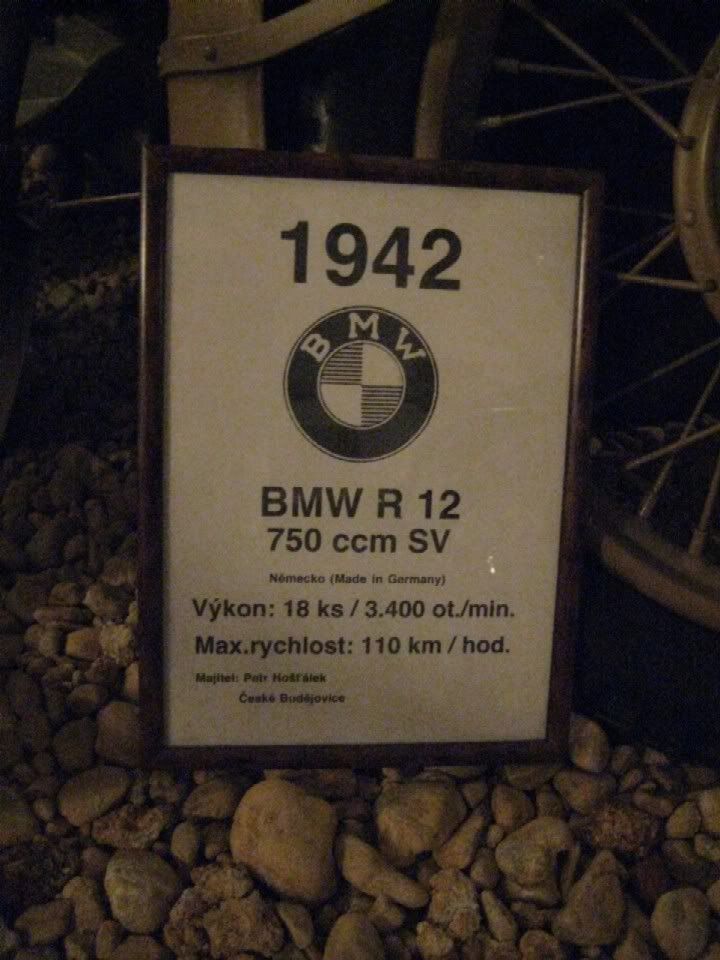 1942
BMW
BMW R 12
750 ccm SV
Německo (Made in Germany)
Výkon: 18 ks / 3.400 ot./min.
Max.rychlost: 110 km / hod.
Majitel: Petr Hošťálek
České Budějovice